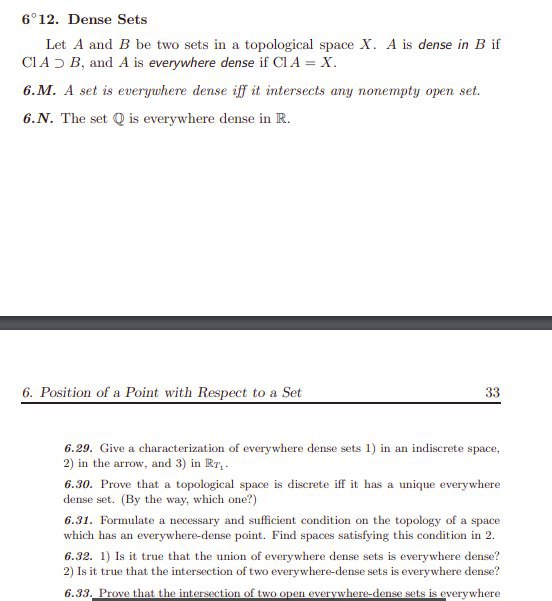 6°12. Dense Sets
Let A and B be two sets in a topological space X. A is dense in B if
Cl A ⊃ B, and A is everywhere dense if Cl A = X.
6.M. A set is everywhere dense iff it intersects any nonempty open set.
6.N. The set ℚ is everywhere dense in ℝ.
6. Position of a Point with Respect to a Set 33
6.29. Give a characterization of everywhere dense sets 1) in an indiscrete space,
2) in the arrow, and 3) in ℝT₁.
6.30. Prove that a topological space is discrete iff it has a unique everywhere
dense set. (By the way, which one?)
6.31. Formulate a necessary and sufficient condition on the topology of a space
which has an everywhere-dense point. Find spaces satisfying this condition in 2.
6.32. 1) Is it true that the union of everywhere dense sets is everywhere dense?
2) Is it true that the intersection of two everywhere-dense sets is everywhere dense?
6.33. Prove that the intersection of two open everywhere-dense sets is everywhere